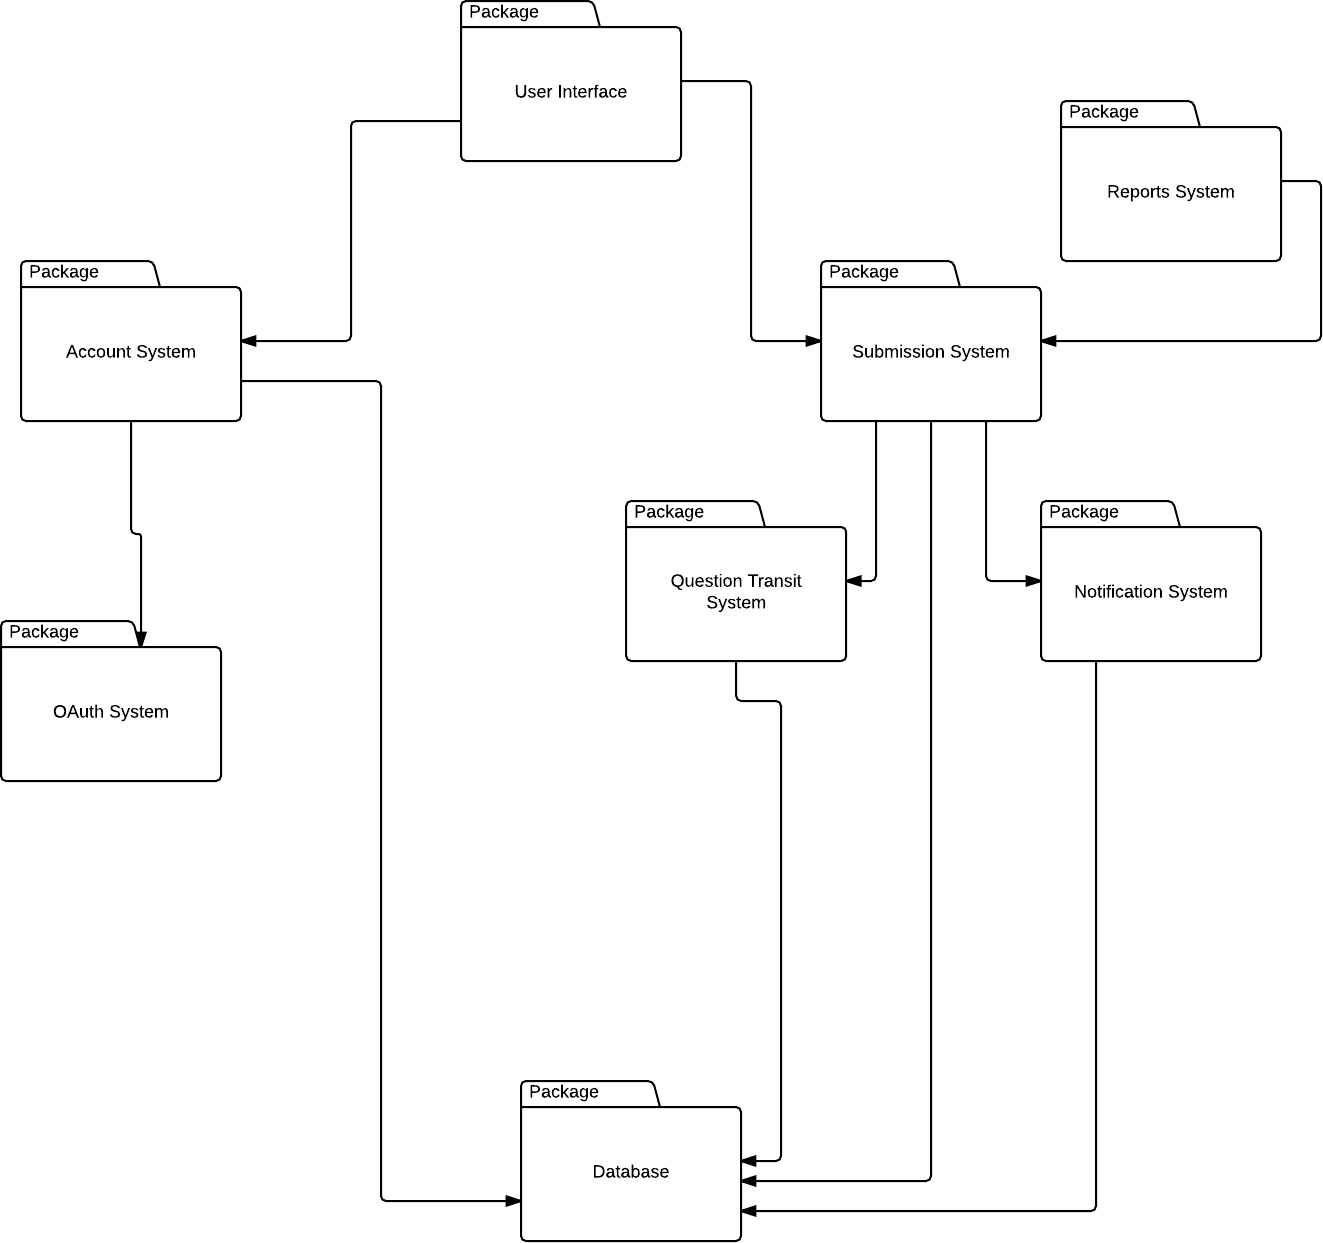 Package
User Interface
Package
Reports System
Package
Account System
Package
Submission System
Package
Question Transit
System
Package
Notification System
Package
OAuth System
Package
Database